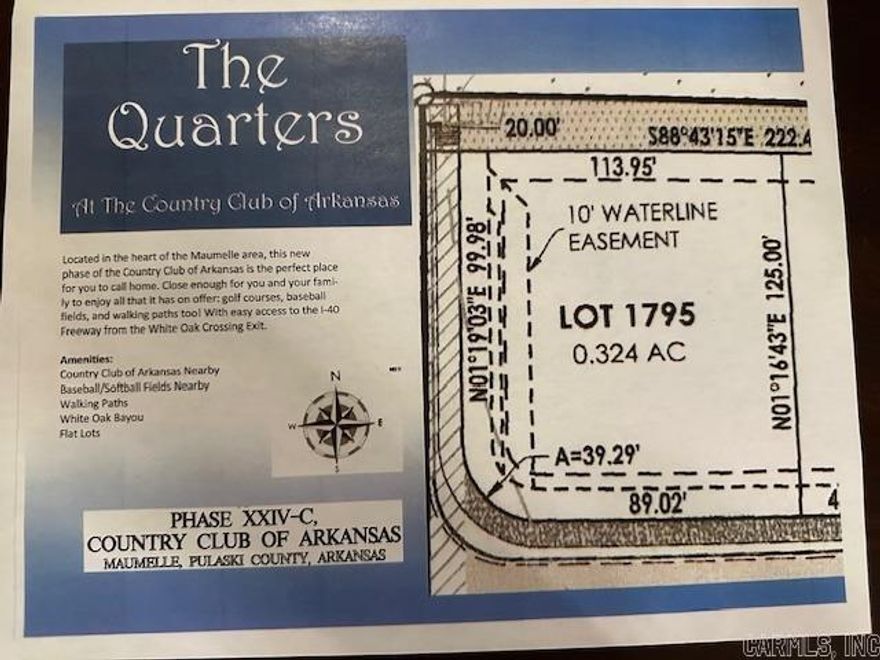 The
Quarters
At The Country Club of Arkansas
Located in the heart of the Maumelle area, this new
phase of the Country Club of Arkansas is the perfect place
for you to call home. Close enough for you and your fami-
ly to enjoy all that it has on offer: golf courses, baseball
fields, and walking paths too! With easy access to the I-40
Freeway from the White Oak Crossing Exit.
Amenities:
Country Club of Arkansas Nearby
Baseball/Softball Fields Nearby
Walking Paths
White Oak Bayou
Flat Lots
N
W
E
S
PHASE XXIV-C,
COUNTRY CLUB OF ARKANSAS
MAUMELLE, PULASKI COUNTY, ARKANSAS
20.00'
S88°43'15"E 222.4
113.95'
10' WATERLINE
EASEMENT
N01°19'03"E 99.98'
LOT 1795
0.324 AC
N01°16'43"E 125.00'
A=39.29'
89.02'
4
CARMLS, INC